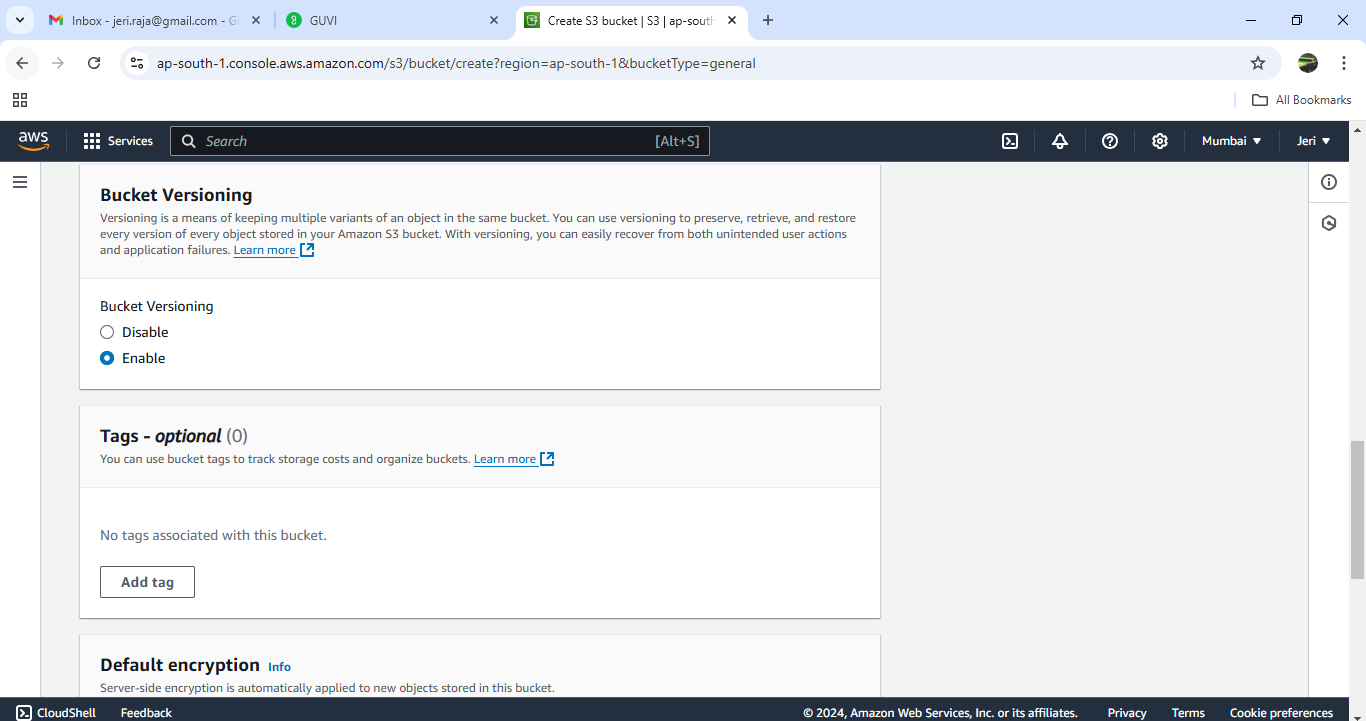 Inbox - jeri.raja@gmail.com - G
GUVI
Create S3 bucket | S3 | ap-south
ap-south-1.console.aws.amazon.com/s3/bucket/create?region=ap-south-1&bucketType=general
All Bookmarks
aws
Services
Search
[Alt+S]
Mumbai
Jeri
Bucket Versioning
Versioning is a means of keeping multiple variants of an object in the same bucket. You can use versioning to preserve, retrieve, and restore
every version of every object stored in your Amazon S3 bucket. With versioning, you can easily recover from both unintended user actions
and application failures. Learn more
Bucket Versioning
Disable
Enable
Tags - optional (0)
You can use bucket tags to track storage costs and organize buckets. Learn more
No tags associated with this bucket.
Add tag
Default encryption Info
Server-side encryption is automatically applied to new objects stored in this bucket.
CloudShell
Feedback
© 2024, Amazon Web Services, Inc. or its affiliates.
Privacy
Terms
Cookie preferences